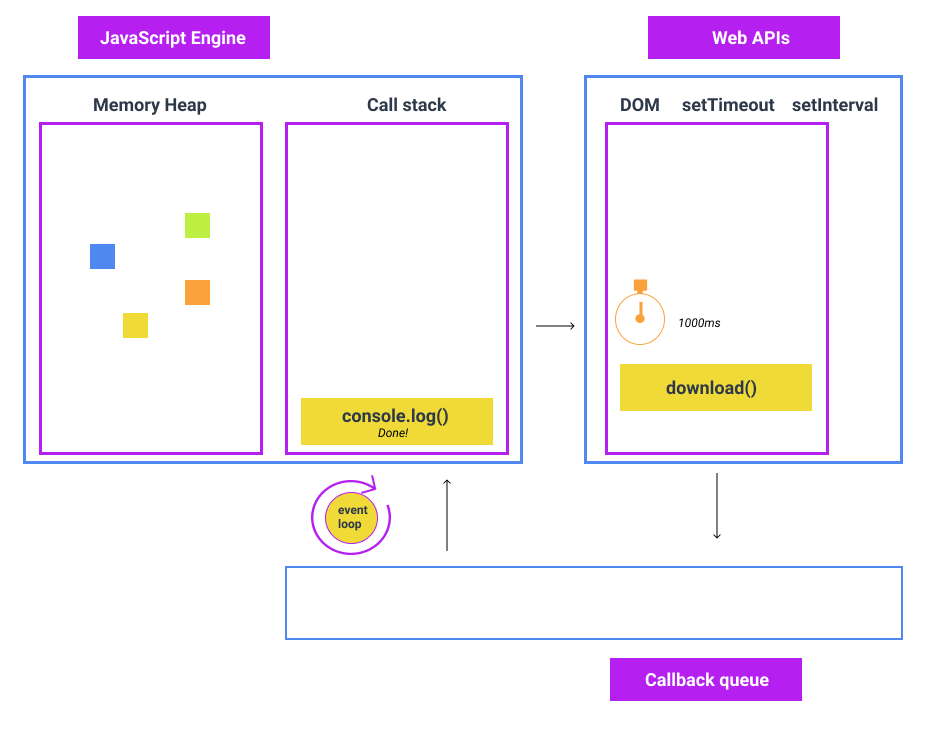 JavaScript Engine
Web APIs
Memory Heap
Call stack
DOM setTimeout setInterval
1000ms
download()
console.log()
Done!
event
loop
Callback queue